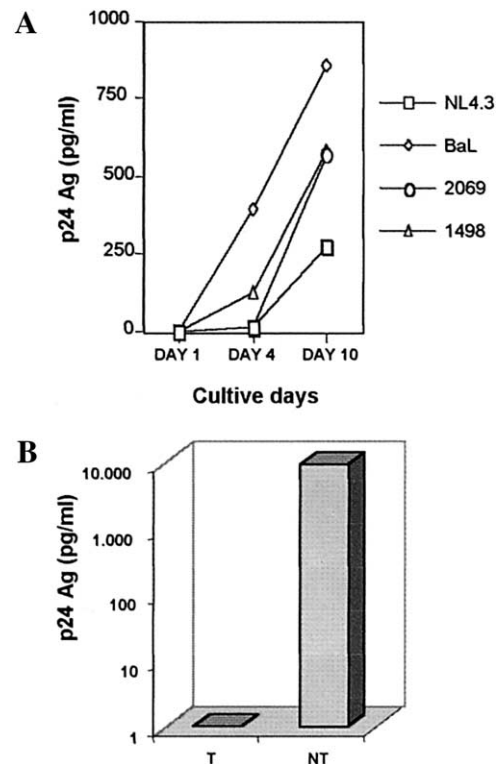 A
p24 Ag (pg/ml)
1000
750
500
250
0
DAY 1 DAY 4 DAY 10
Cultive days
NL4.3
BaL
2069
1498
B
p24 Ag (pg/ml)
10.000
1.000
100
10
1
T NT